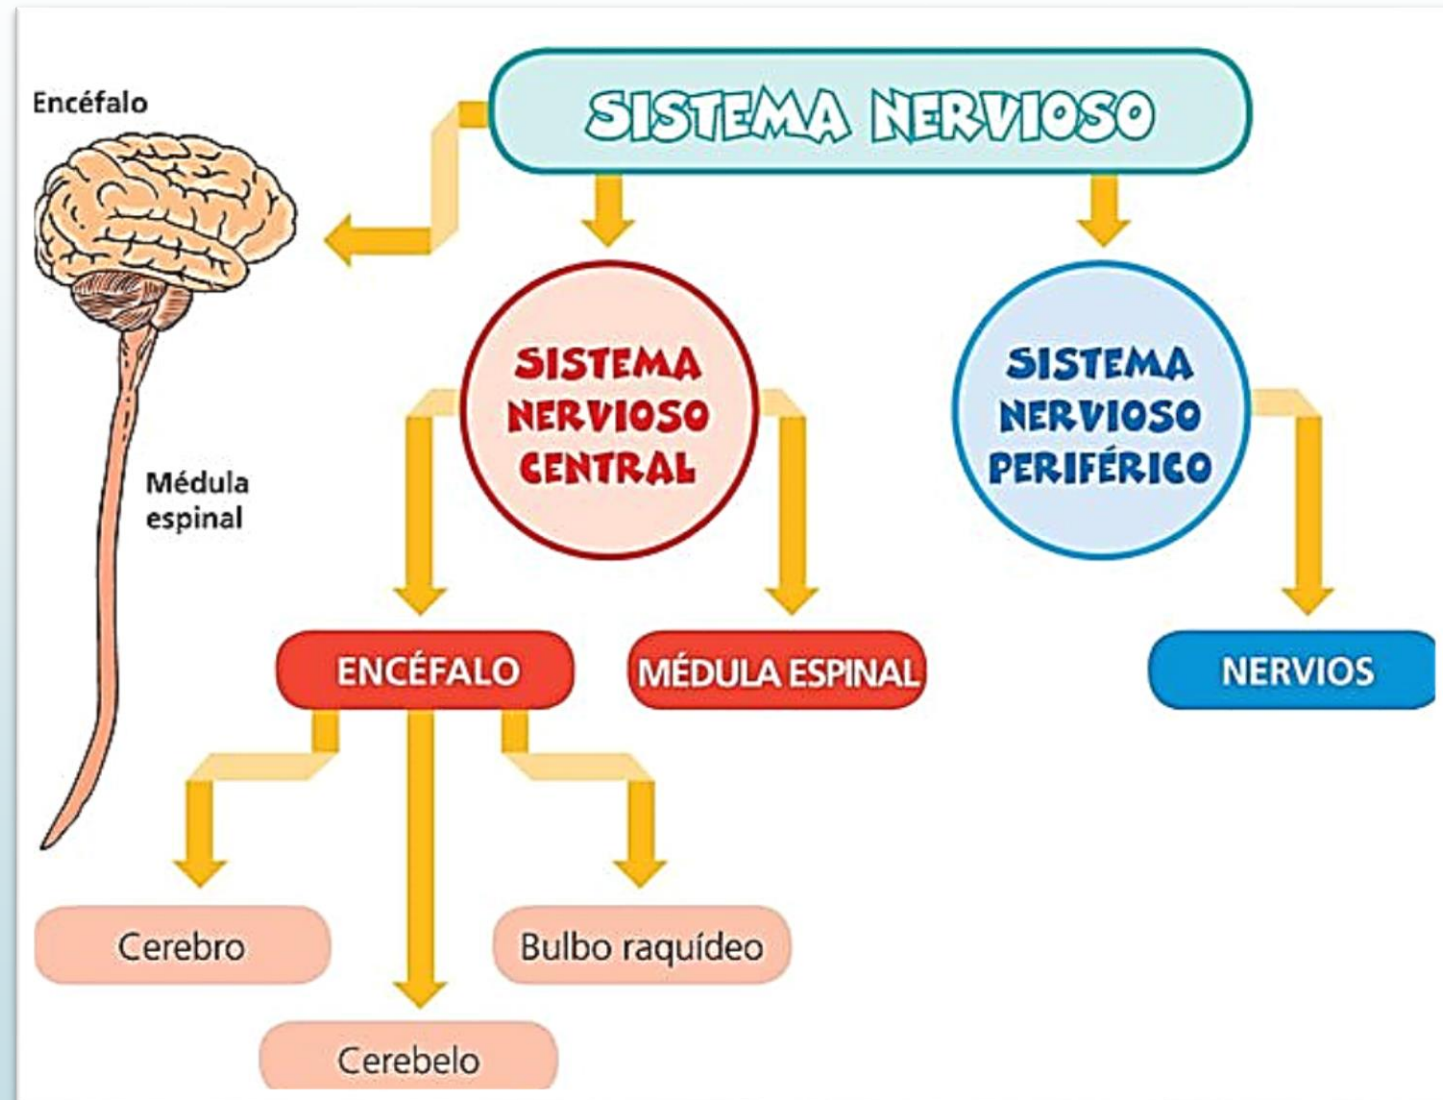 Encéfalo
SISTEMA NERVIOSO
SISTEMA
NERVIOSO
CENTRAL
SISTEMA
NERVIOSO
PERIFÉRICO
Médula
espinal
ENCÉFALO
MÉDULA ESPINAL
NERVIOS
Cerebro
Bulbo raquídeo
Cerebelo